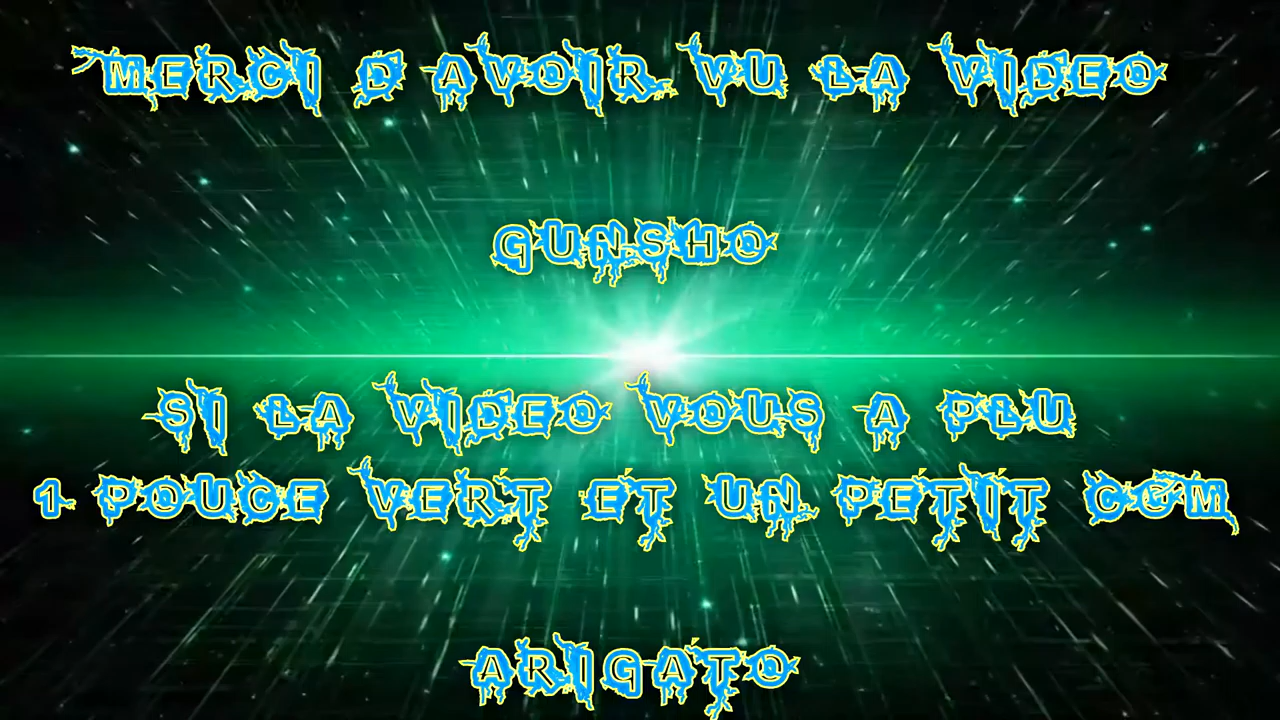 MERCI D AVOIR VU LA VIDEO
GUNSHO
SI LA VIDEO VOUS A PLU
1 POUCE VERT ET UN PETIT COM
ARIGATO